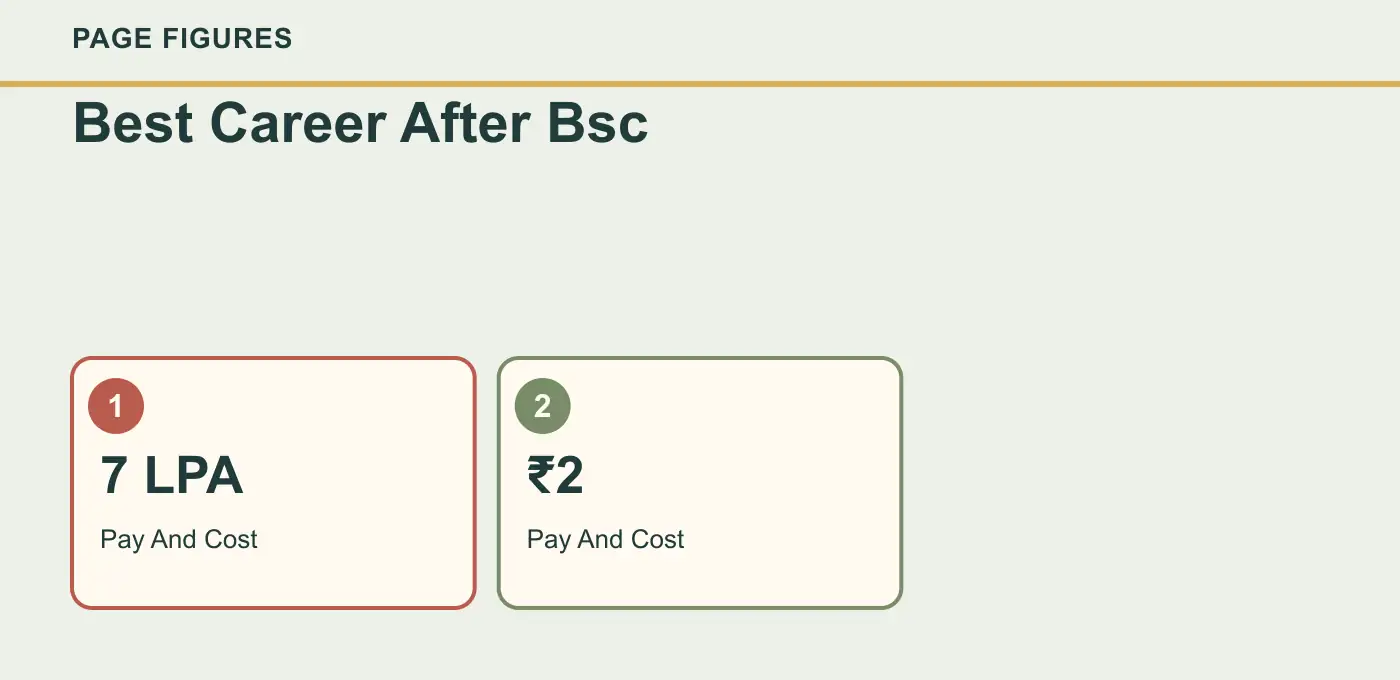 PAGE FIGURES
Best Career After Bsc
1
7 LPA
Pay And Cost
2
₹2
Pay And Cost